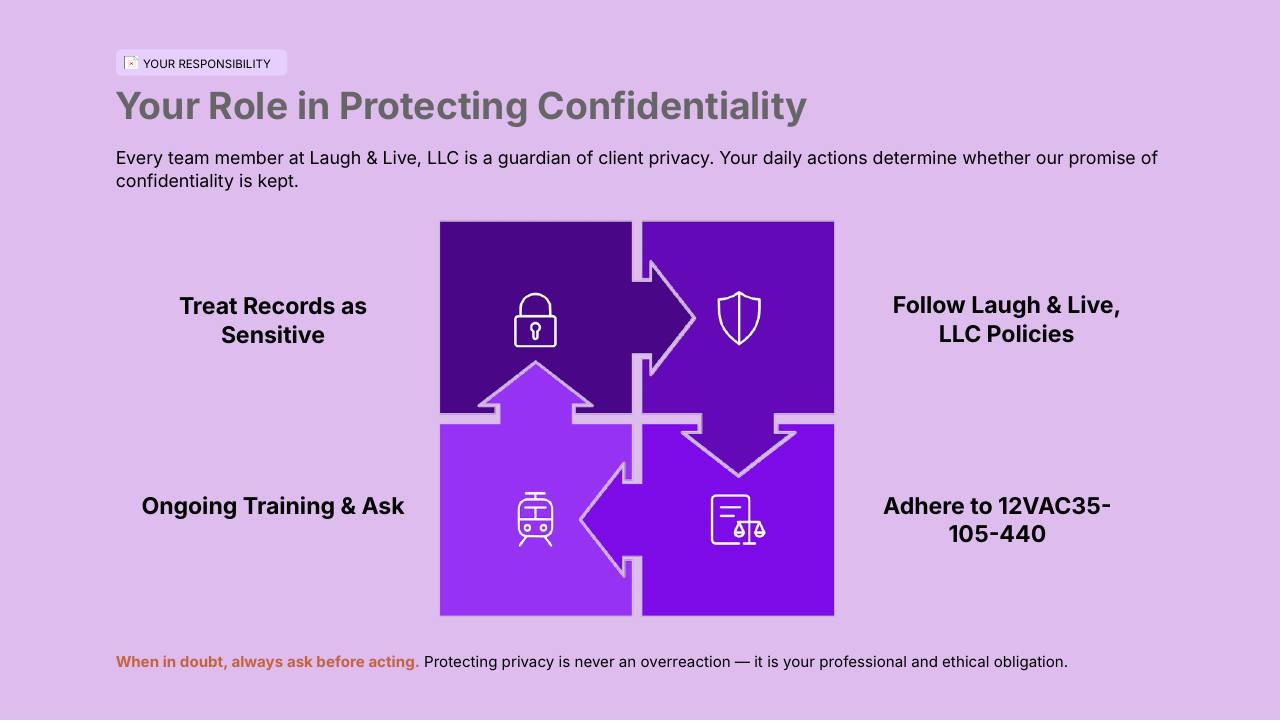 YOUR RESPONSIBILITY
Your Role in Protecting Confidentiality
Every team member at Laugh & Live, LLC is a guardian of client privacy. Your daily actions determine whether our promise of
confidentiality is kept.
Treat Records as
Sensitive
Follow Laugh & Live,
LLC Policies
Ongoing Training & Ask
Adhere to 12VAC35-
105-440
When in doubt, always ask before acting. Protecting privacy is never an overreaction — it is your professional and ethical obligation.